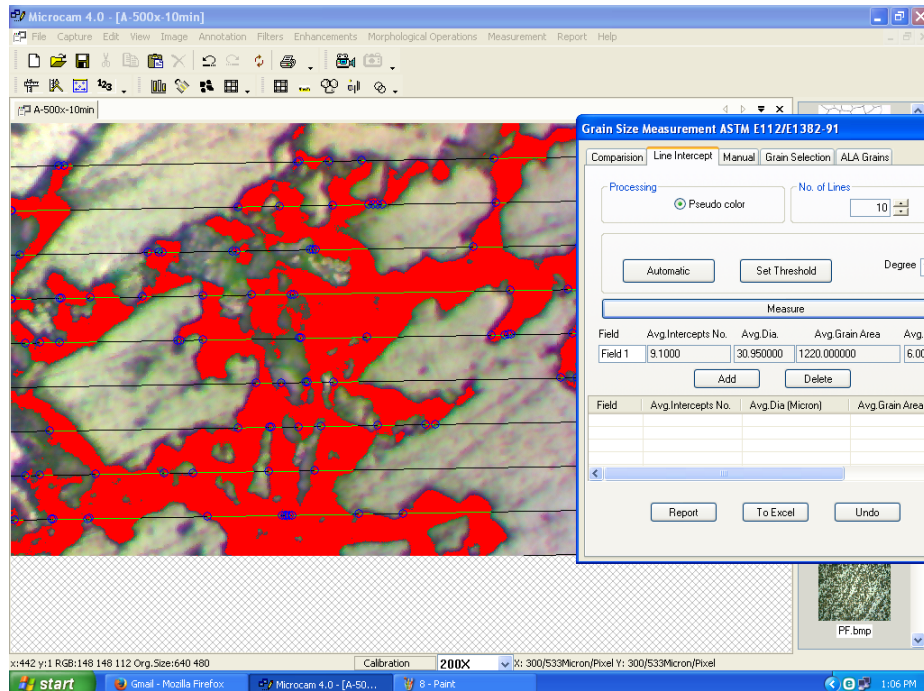 Microcam 4.0 - [A-500x-10min]
File Capture Edit View Image Annotation Filters Enhancements Morphological Operations Measurement Report Help
123
A-500x-10min
Grain Size Measurement ASTM E112/E1382-91
Comparision Line Intercept Manual Grain Selection ALA Grains
Processing No. of Lines
Pseudo color 10
Automatic Set Threshold Degree
Measure
Field Avg.Intercepts No. Avg.Dia. Avg.Grain Area Avg.
Field 1 9.1000 30.950000 1220.000000 6.00
Add Delete
Field Avg.Intercepts No. Avg.Dia (Micron) Avg.Grain Area
Report To Excel Undo
PF.bmp
x:442 y:1 RGB:148 148 112 Org.Size:640 480 Calibration 200X X: 300/533Micron/Pixel Y: 300/533Micron/Pixel
start Gmail - Mozilla Firefox Microcam 4.0 - [A-50... 8 - Paint 1:06 PM